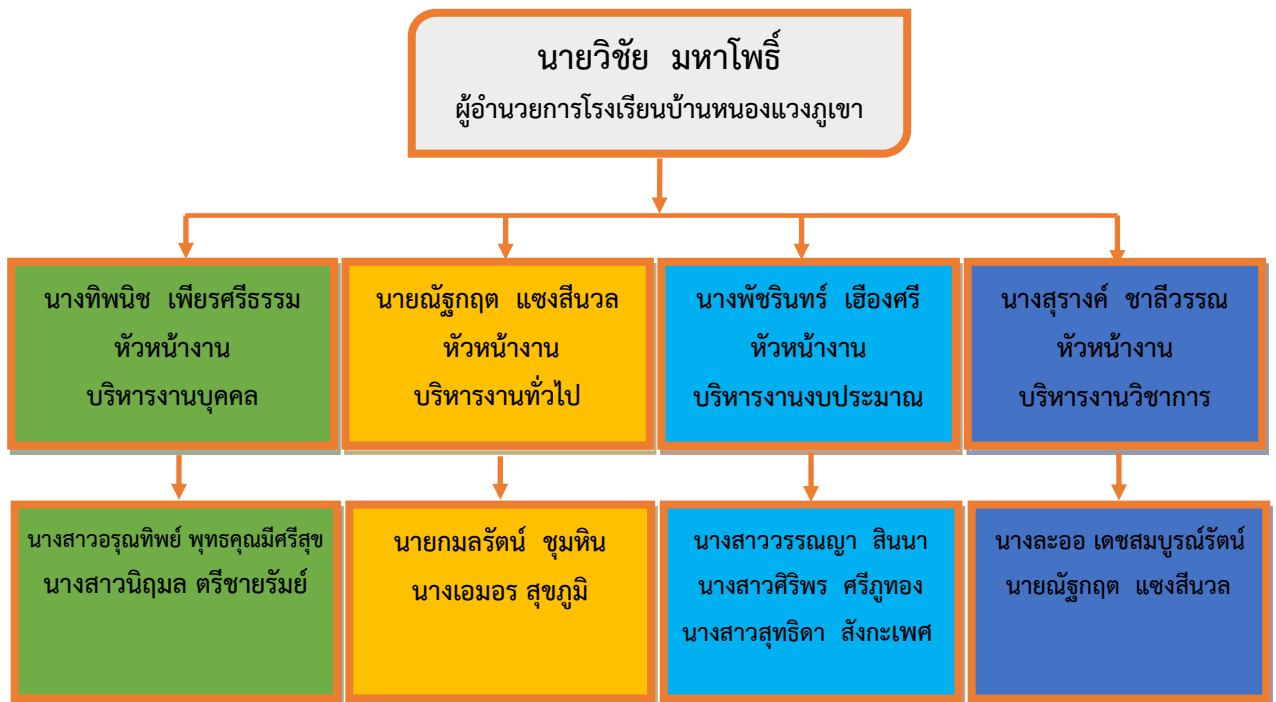 นายวิชัย มหาโพธิ์
ผู้อำนวยการโรงเรียนบ้านหนองแวงภูเขา
นางทิพนิช เพียรศรีธรรม
หัวหน้างาน
บริหารงานบุคคล
นายณัฐกฤต แซงสีนวล
หัวหน้างาน
บริหารงานทั่วไป
นางพัชรินทร์ เฮืองศรี
หัวหน้างาน
บริหารงานงบประมาณ
นางสุรางค์ ชาลีวรรณ
หัวหน้างาน
บริหารงานวิชาการ
นางสาวอรุณทิพย์ พุทธคุณมีศรีสุข
นางสาวนิฤมล ตรีชายรัมย์
นายกมลรัตน์ ชุมหิน
นางเอมอร สุขภูมิ
นางสาววรรณญา สินนา
นางสาวศิริพร ศรีภูทอง
นางสาวสุทธิดา สังกะเพศ
นางละออ เดชสมบูรณ์รัตน์
นายณัฐกฤต แซงสีนวล